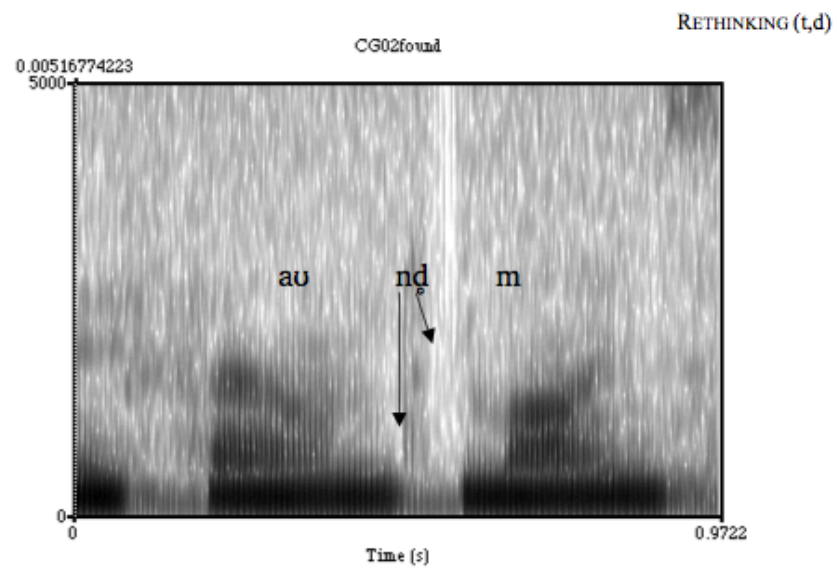 RETHINKING (t,d)
CG02found
0.00516774223
5000
aʊ nd̥ m
0
0 0.9722
Time (s)